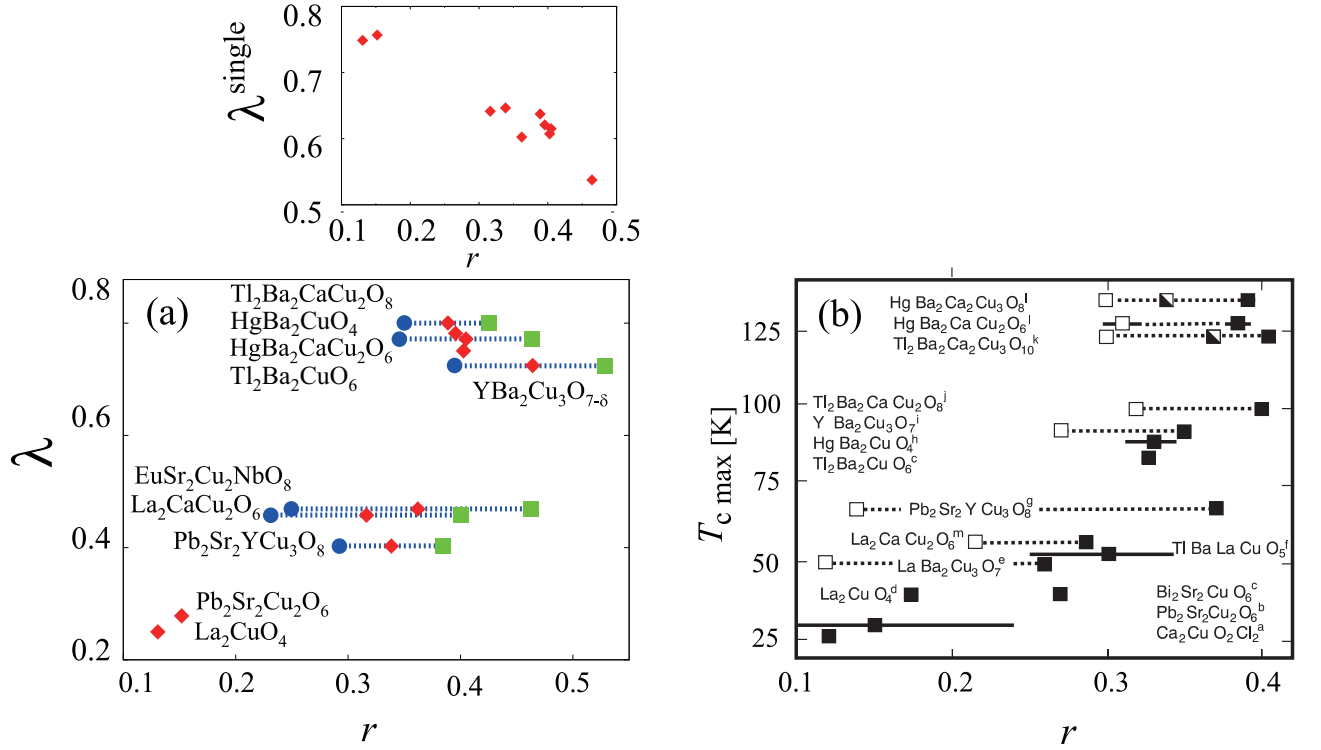 λ^single
0.8
0.7
0.6
0.5
0.1 0.2 0.3 0.4 0.5
r
(a)
λ
0.8
0.6
0.4
0.2
Tl₂Ba₂CaCu₂O₈
HgBa₂CuO₄
HgBa₂CaCu₂O₆
Tl₂Ba₂CuO₆
YBa₂Cu₃O₇₋δ
EuSr₂Cu₂NbO₈
La₂CaCu₂O₆
Pb₂Sr₂YCu₃O₈
Pb₂Sr₂Cu₂O₆
La₂CuO₄
0.1 0.2 0.3 0.4 0.5
r
(b)
T_c max [K]
125
100
75
50
25
Hg Ba₂ Ca₂ Cu₃ O₈^l
Hg Ba₂ Ca Cu₂ O₆^l
Tl₂ Ba₂ Ca₂ Cu₃ O₁₀^k
Tl₂ Ba₂ Ca Cu₂ O₈^j
Y Ba₂ Cu₃ O₇^i
Hg Ba₂ Cu O₄^h
Tl₂ Ba₂ Cu O₆^c
Pb₂ Sr₂ Y Cu₃ O₈^g
La₂ Ca Cu₂ O₆^m
Tl Ba La Cu O₅^f
La Ba₂ Cu₃ O₇^e
La₂ Cu O₄^d
Bi₂ Sr₂ Cu O₆^c
Pb₂ Sr₂ Cu₂ O₆^b
Ca₂ Cu O₂ Cl₂^a
0.1 0.2 0.3 0.4
r